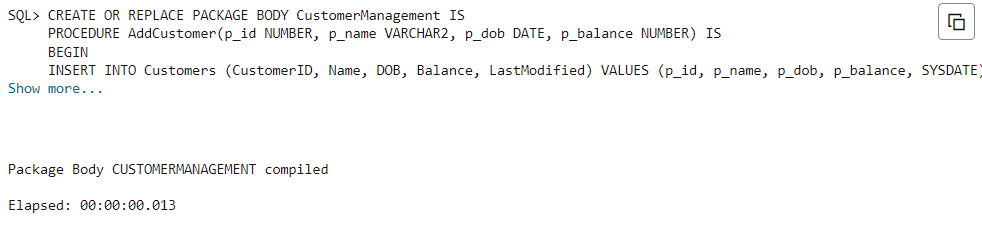 SQL> CREATE OR REPLACE PACKAGE BODY CustomerManagement IS
PROCEDURE AddCustomer(p_id NUMBER, p_name VARCHAR2, p_dob DATE, p_balance NUMBER) IS
BEGIN
INSERT INTO Customers (CustomerID, Name, DOB, Balance, LastModified) VALUES (p_id, p_name, p_dob, p_balance, SYSDATE)
Show more...
Package Body CUSTOMERMANAGEMENT compiled
Elapsed: 00:00:00.013